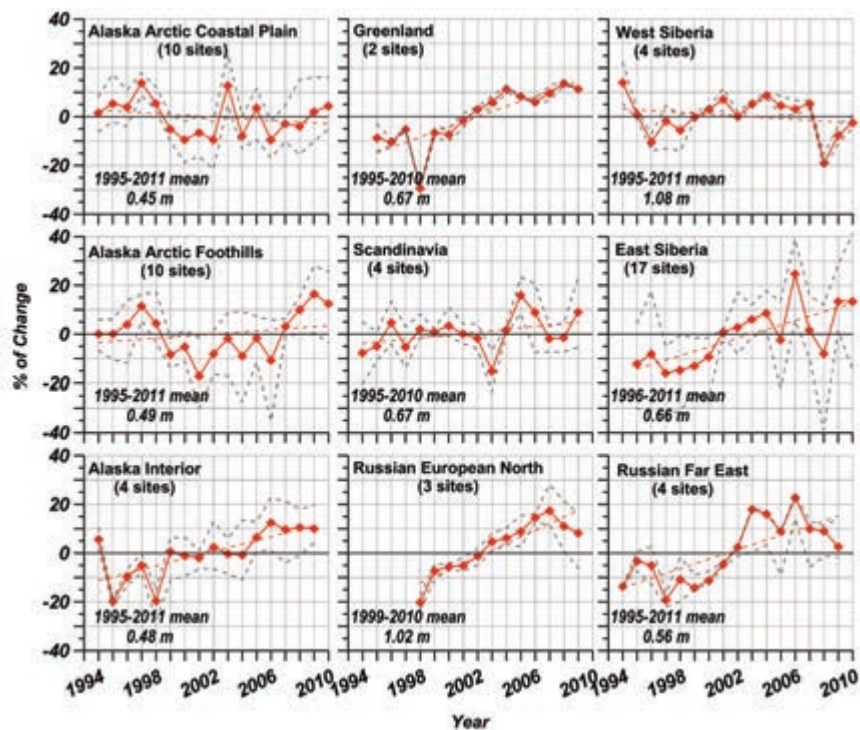 Alaska Arctic Coastal Plain
(10 sites)
1995-2011 mean
0.45 m
Greenland
(2 sites)
1995-2010 mean
0.67 m
West Siberia
(4 sites)
1995-2011 mean
1.08 m
40
20
0
-20
-40
Alaska Arctic Foothills
(10 sites)
1995-2011 mean
0.49 m
Scandinavia
(4 sites)
1995-2010 mean
0.67 m
East Siberia
(17 sites)
1996-2011 mean
0.66 m
% of Change
40
20
0
-20
-40
Alaska Interior
(4 sites)
1995-2011 mean
0.48 m
Russian European North
(3 sites)
1999-2010 mean
1.02 m
Russian Far East
(4 sites)
1995-2011 mean
0.56 m
40
20
0
-20
-40
1994 1998 2002 2006 2010
1994 1998 2002 2006 2010
1994 1998 2002 2006 2010
Year